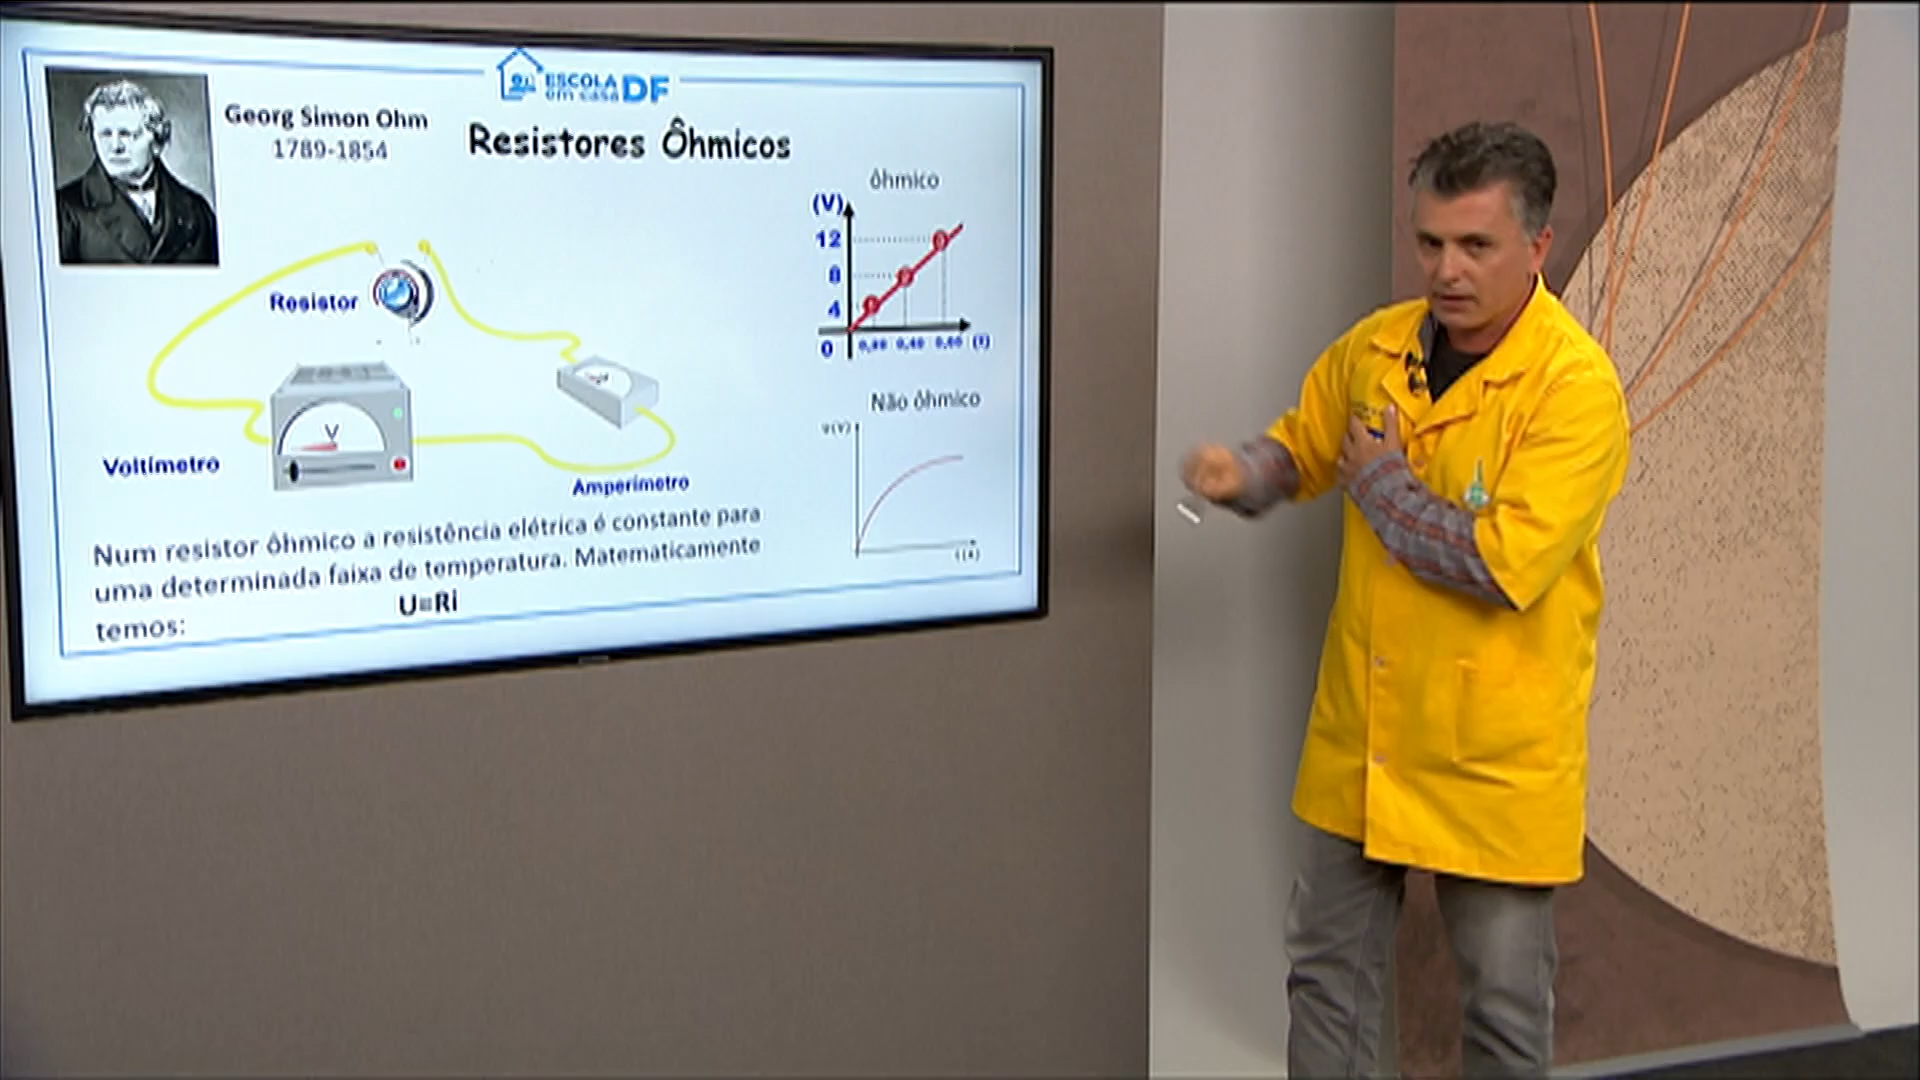 ESCOLA
em casa DF
Georg Simon Ohm
1789-1854
Resistores Ôhmicos
ôhmico
(V)
12
8
4
0
0,40 0,60 (I)
Resistor
Voltímetro
V
Amperímetro
Não ôhmico
U(V)
Num resistor ôhmico a resistência elétrica é constante para
uma determinada faixa de temperatura. Matematicamente
temos:
U=Ri